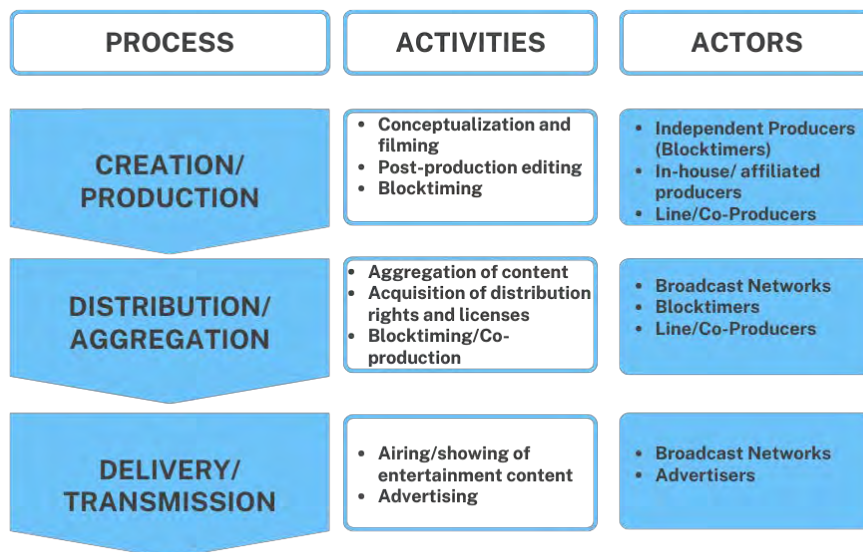 PROCESS
ACTIVITIES
ACTORS
CREATION/
PRODUCTION
• Conceptualization and
filming
• Post-production editing
• Blocktiming
• Independent Producers
(Blocktimers)
• In-house/ affiliated
producers
• Line/Co-Producers
DISTRIBUTION/
AGGREGATION
• Aggregation of content
• Acquisition of distribution
rights and licenses
• Blocktiming/Co-
production
• Broadcast Networks
• Blocktimers
• Line/Co-Producers
DELIVERY/
TRANSMISSION
• Airing/showing of
entertainment content
• Advertising
• Broadcast Networks
• Advertisers